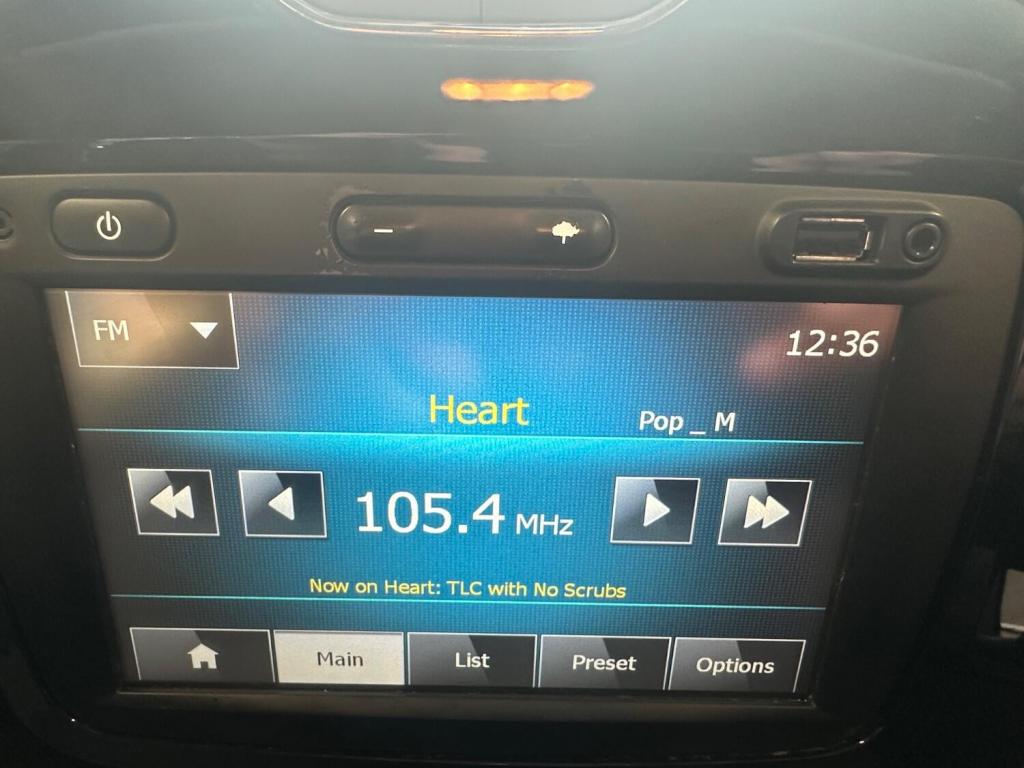 FM
12:36
Heart
Pop _ M
105.4 MHz
Now on Heart: TLC with No Scrubs
Main List Preset Options